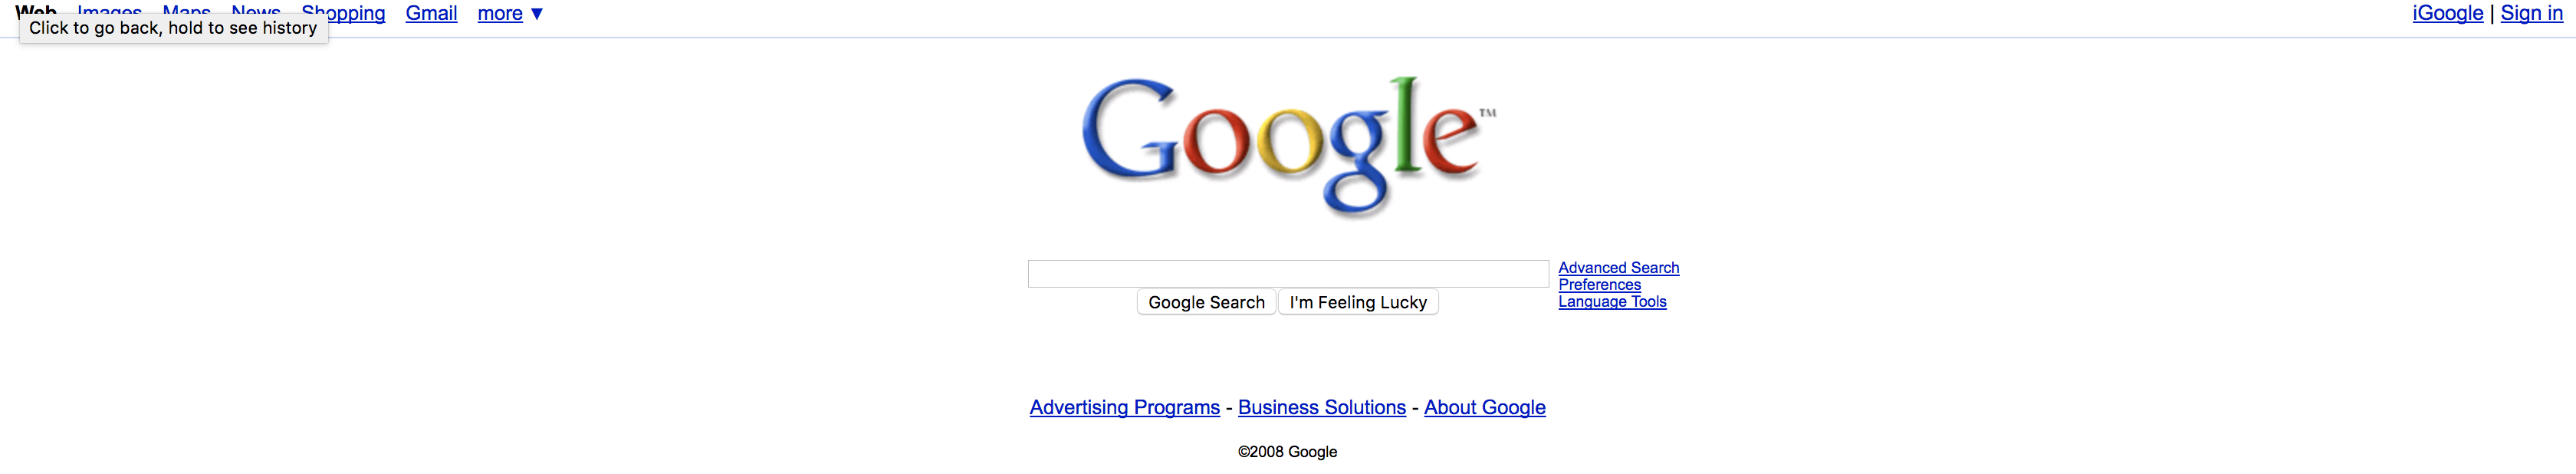 Web Images Maps News Shopping Gmail more ▼ iGoogle | Sign in
Click to go back, hold to see history
Google™
Advanced Search
Preferences
Google Search I'm Feeling Lucky Language Tools
Advertising Programs - Business Solutions - About Google
©2008 Google